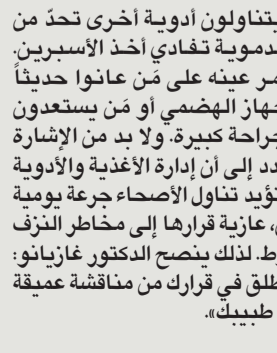 يتناولون أدوية أخرى تحدّ من
دموية تفادي أخذ الأسبرين.
مر عينه على مَن عانوا حديثاً
جهاز الهضمي أو مَن يستعدون
جراحة كبيرة. ولا بد من الإشارة
دد إلى أن إدارة الأغذية والأدوية
تؤيد تناول الأصحاء جرعة يومية
، عازية قرارها إلى مخاطر النزف
رط. لذلك ينصح الدكتور غازيانو:
طلق في قرارك من مناقشة عميقة
طبيبك».